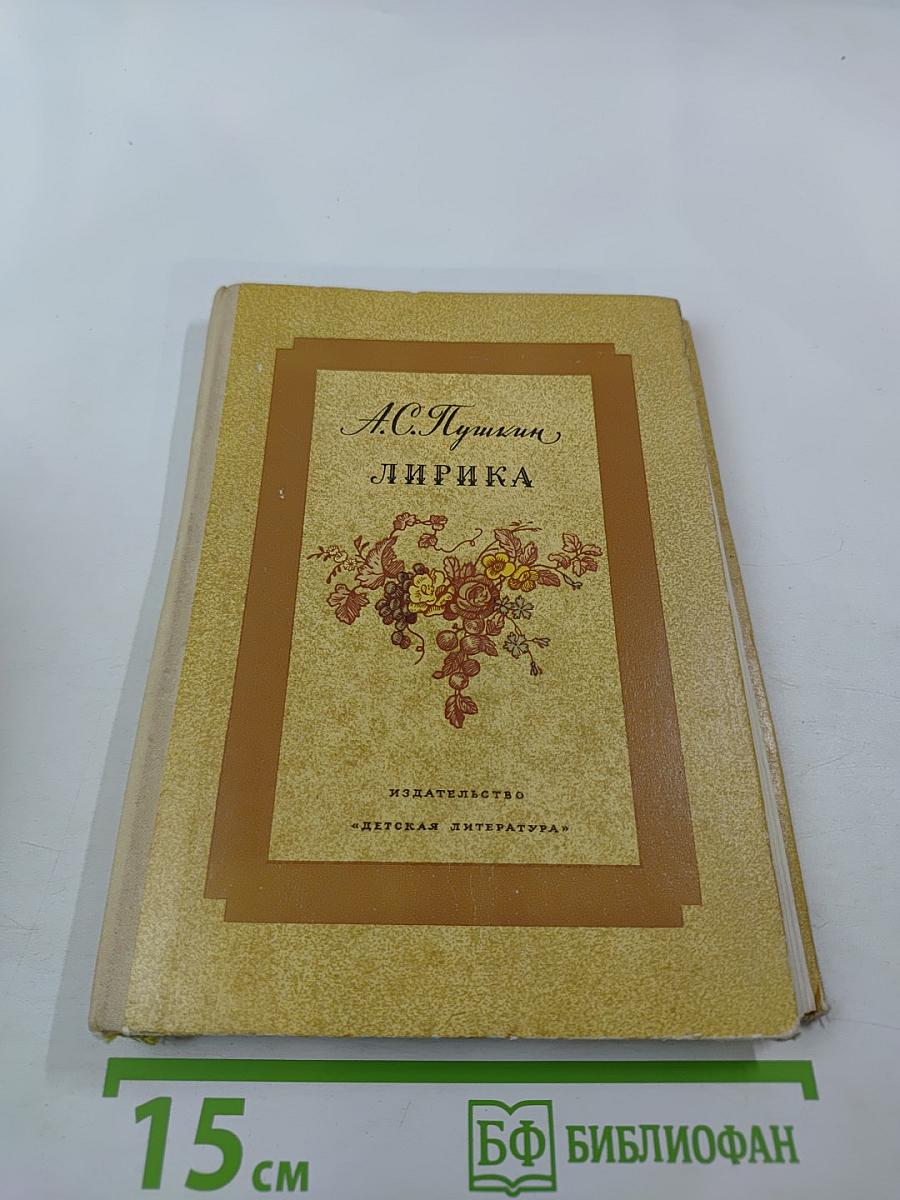 А.С.Пушкин
ЛИРИКА
ИЗДАТЕЛЬСТВО
«ДЕТСКАЯ ЛИТЕРАТУРА»
15 см
БФ БИБЛИОФАН